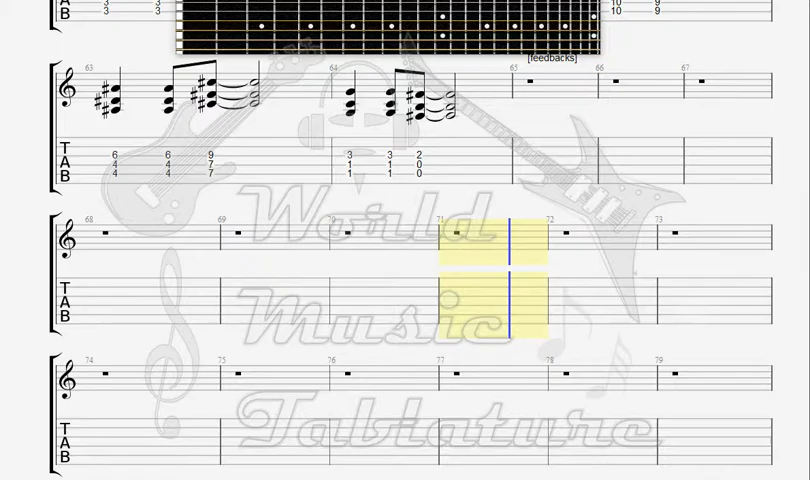 3 3 10 9
3 3 10 9
[feedbacks]
63 64 65 66 67
T A B
6 6 9 3 3 2
4 4 7 1 1 0
4 4 7 1 1 0
World
68 69 70 71 72 73
T A B
Music
74 75 76 77 78 79
Tablature
T A B